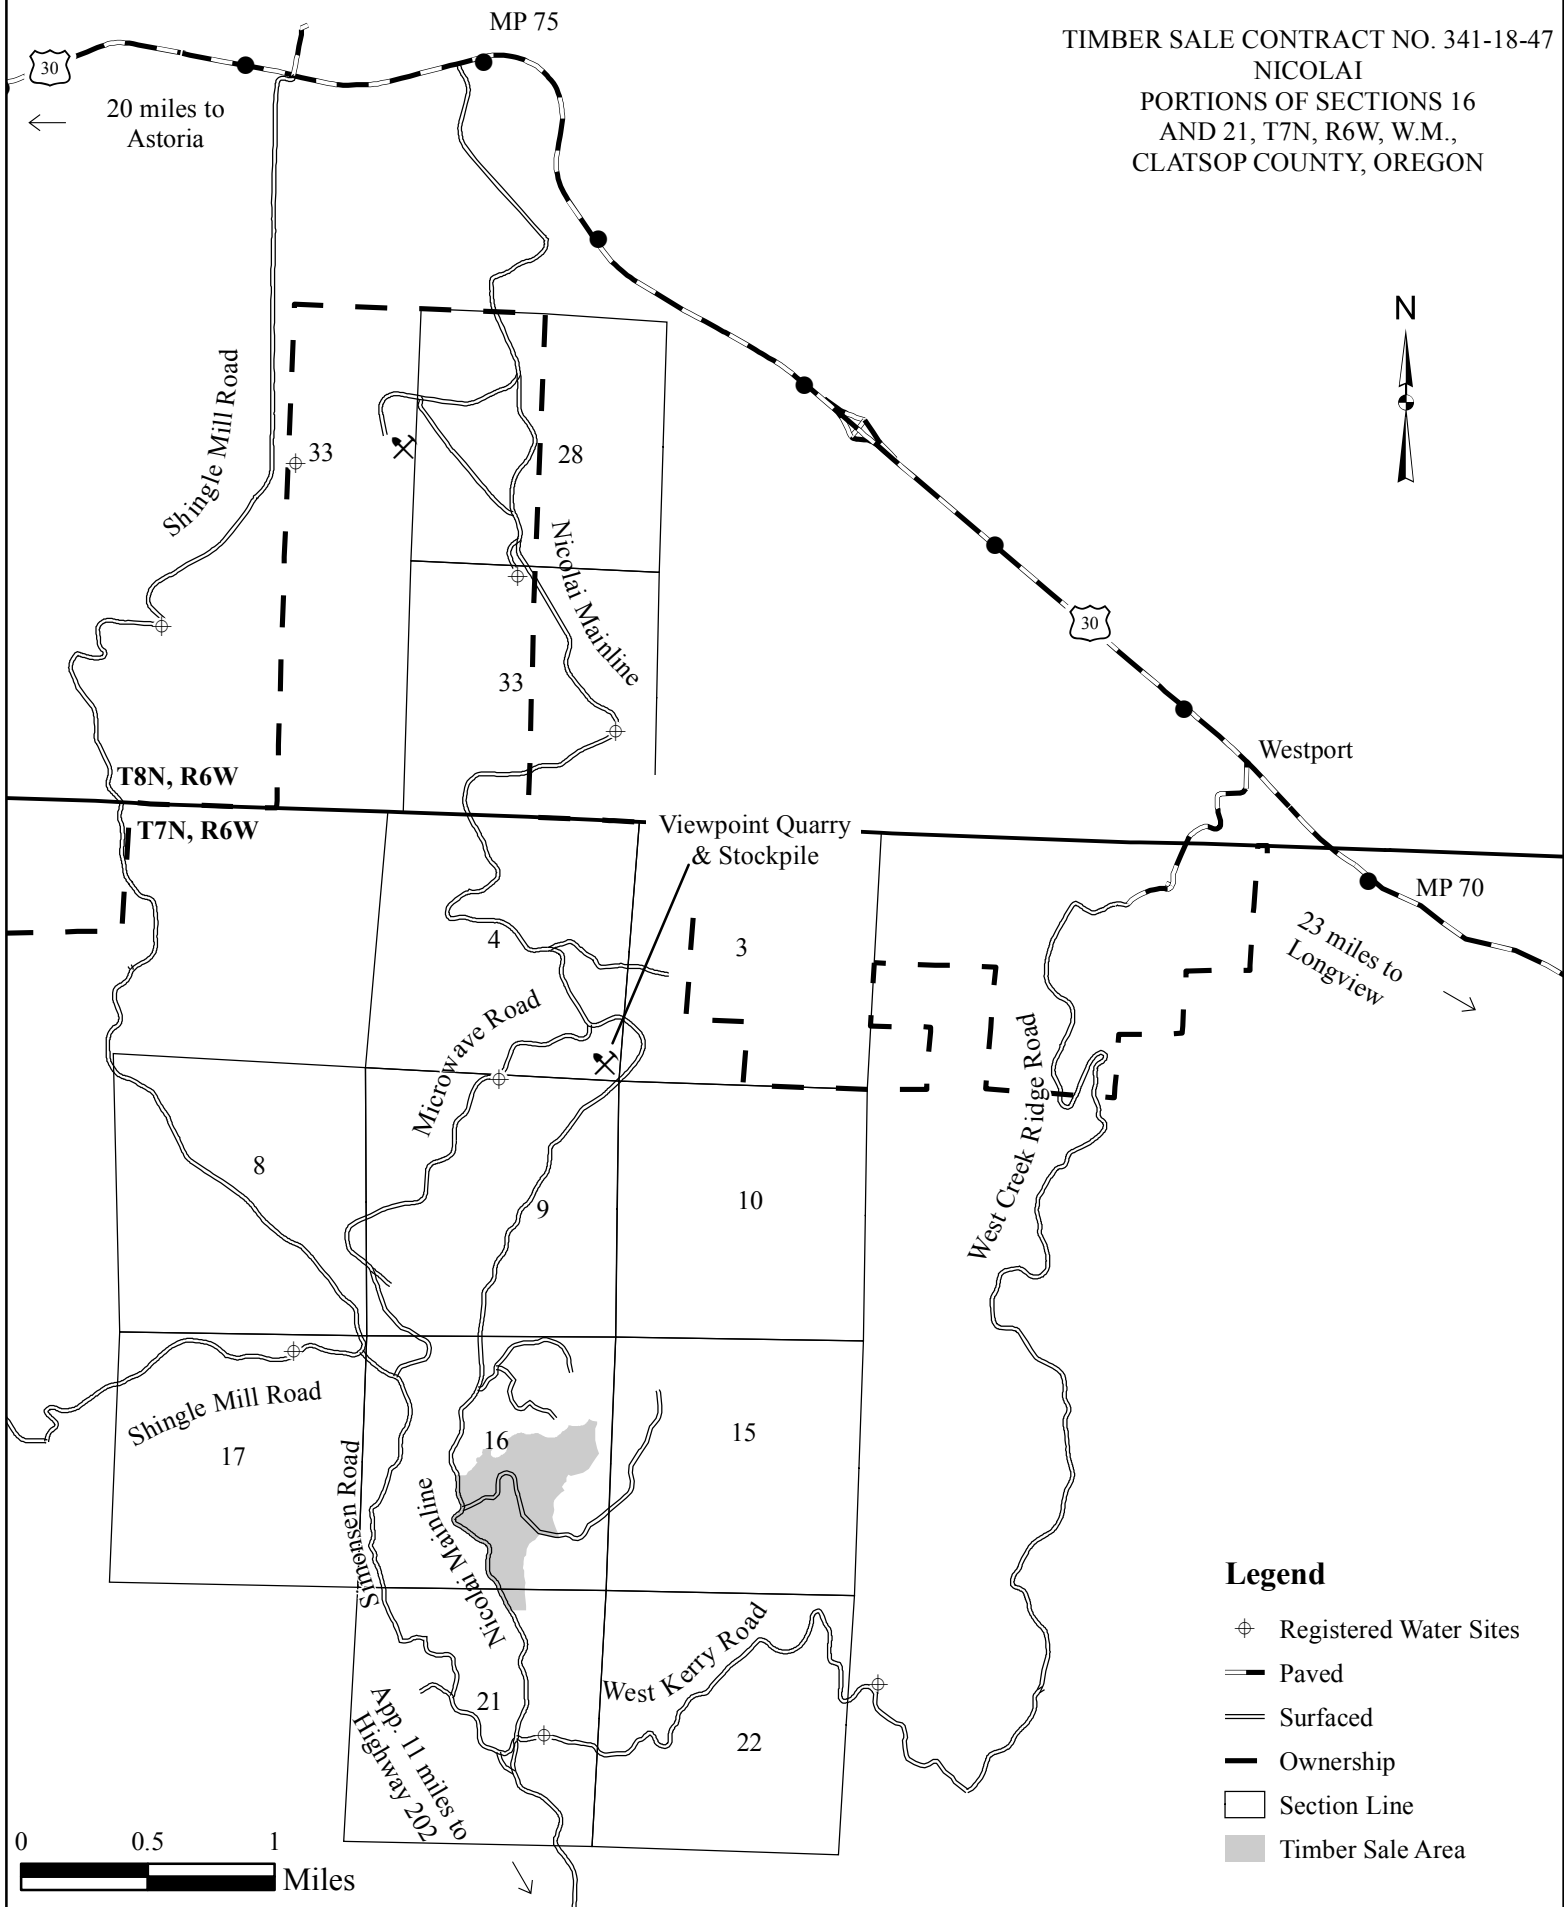 MP 75
TIMBER SALE CONTRACT NO. 341-18-47
NICOLAI
PORTIONS OF SECTIONS 16
AND 21, T7N, R6W, W.M.,
CLATSOP COUNTY, OREGON
30
20 miles to
Astoria
N
Shingle Mill Road
33
28
Nicolai Mainline
30
33
Westport
T8N, R6W
T7N, R6W
Viewpoint Quarry
& Stockpile
MP 70
23 miles to
Longview
4
3
Microwave Road
West Creek Ridge Road
8
9
10
Shingle Mill Road
17
16
15
Simonsen Road
Nicolai Mainline
West Kerry Road
21
22
App. 11 miles to
Highway 202
Legend
Registered Water Sites
Paved
Surfaced
Ownership
Section Line
Timber Sale Area
0 0.5 1
Miles